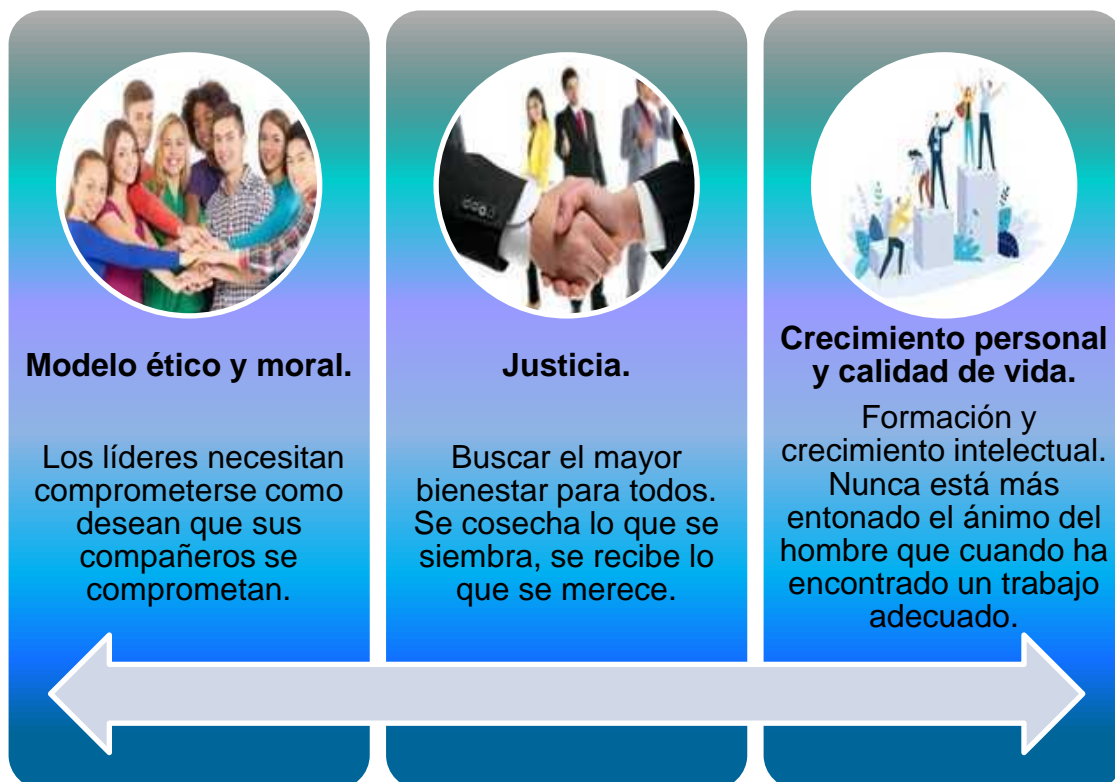 Modelo ético y moral.
Los líderes necesitan
comprometerse como
desean que sus
compañeros se
comprometan.
Justicia.
Buscar el mayor
bienestar para todos.
Se cosecha lo que se
siembra, se recibe lo
que se merece.
Crecimiento personal
y calidad de vida.
Formación y
crecimiento intelectual.
Nunca está más
entonado el ánimo del
hombre que cuando ha
encontrado un trabajo
adecuado.